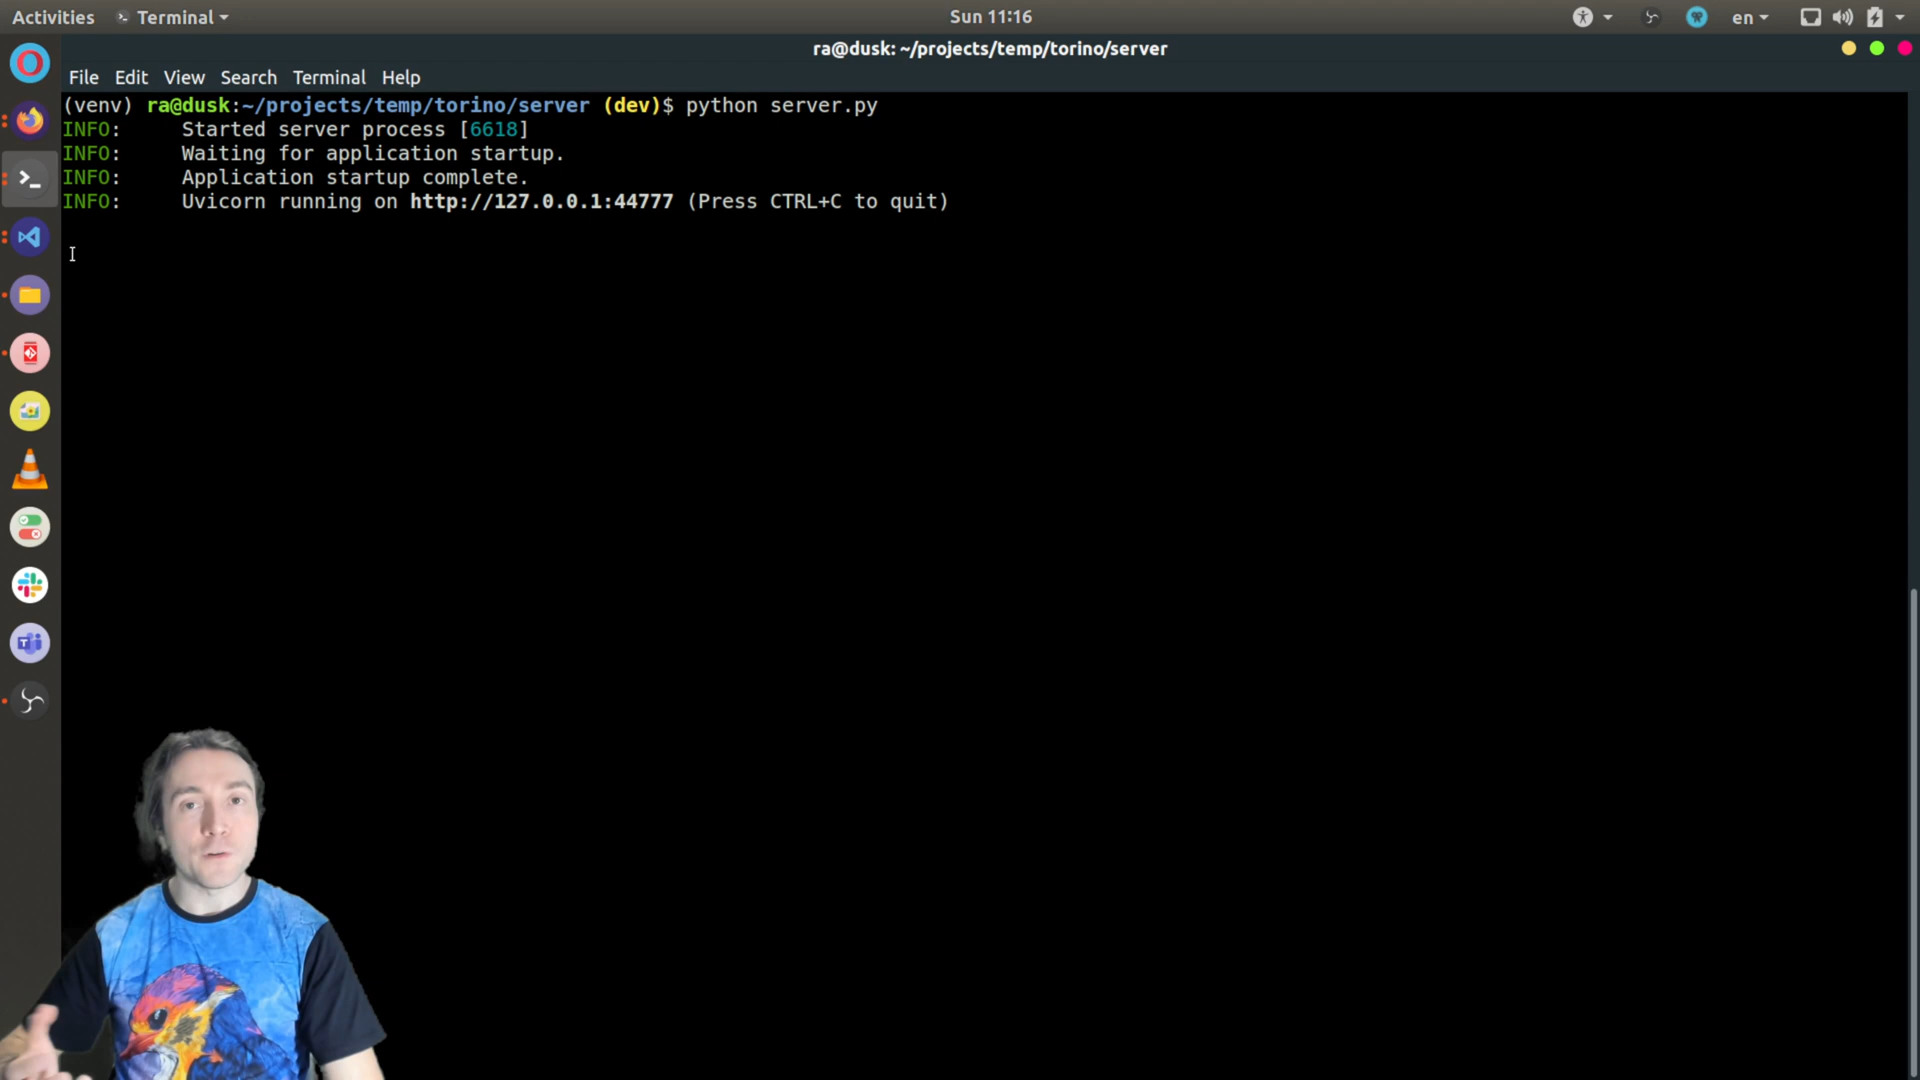 Activities
Terminal
Sun 11:16
en
ra@dusk: ~/projects/temp/torino/server
File Edit View Search Terminal Help
(venv) ra@dusk:~/projects/temp/torino/server (dev)$ python server.py
INFO: Started server process [6618]
INFO: Waiting for application startup.
INFO: Application startup complete.
INFO: Uvicorn running on http://127.0.0.1:44777 (Press CTRL+C to quit)